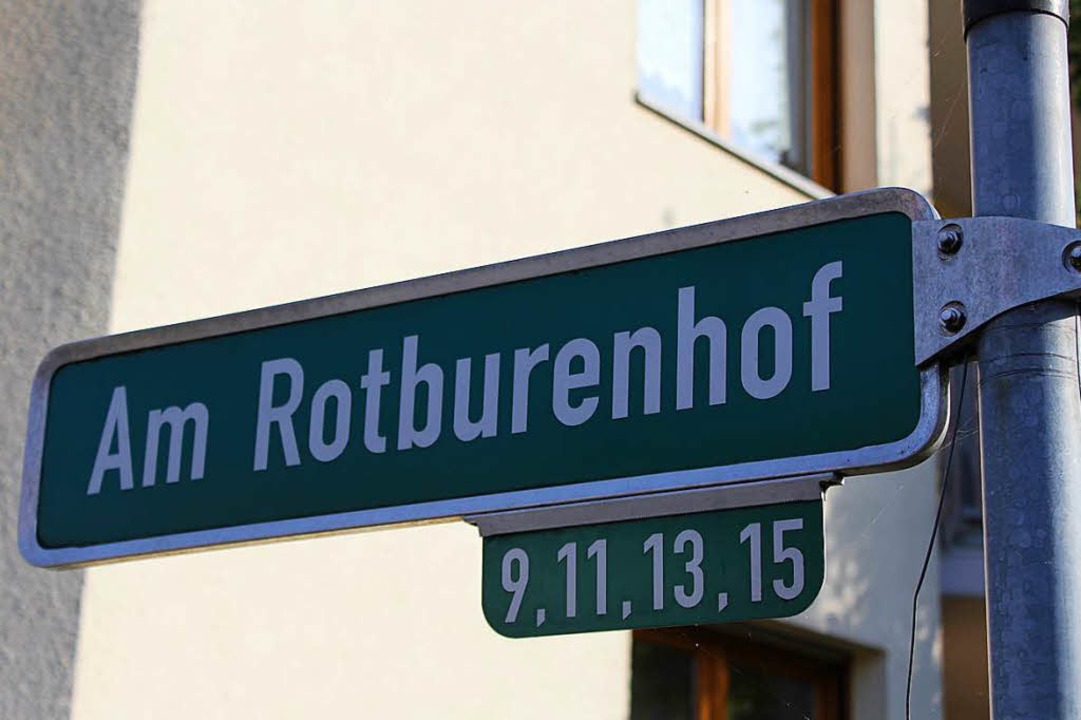 Am Rotburenhof
9, 11, 13, 15